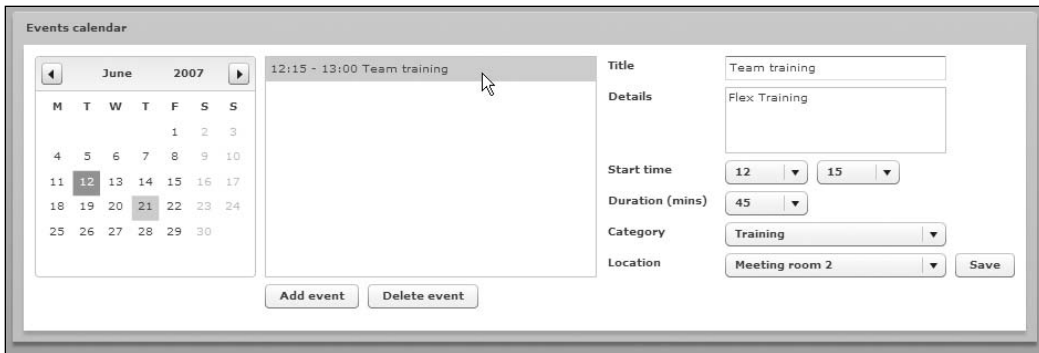 Events calendar
June 2007
M T W T F S S
1 2 3
4 5 6 7 8 9 10
11 12 13 14 15 16 17
18 19 20 21 22 23 24
25 26 27 28 29 30
12:15 - 13:00 Team training
Add event Delete event
Title Team training
Details Flex Training
Start time 12 15
Duration (mins) 45
Category Training
Location Meeting room 2 Save